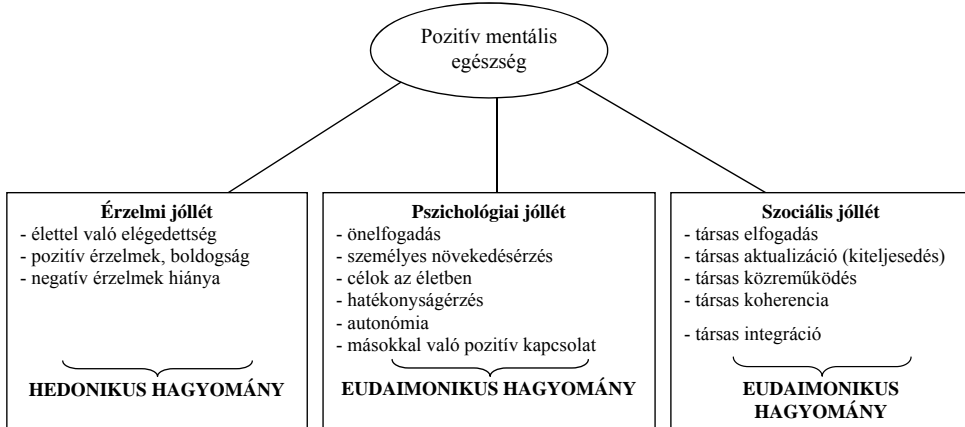 Pozitív mentális
egészség
Érzelmi jóllét
- élettel való elégedettség
- pozitív érzelmek, boldogság
- negatív érzelmek hiánya
HEDONIKUS HAGYOMÁNY
Pszichológiai jóllét
- önelfogadás
- személyes növekedésérzés
- célok az életben
- hatékonyságérzés
- autonómia
- másokkal való pozitív kapcsolat
EUDAIMONIKUS HAGYOMÁNY
Szociális jóllét
- társas elfogadás
- társas aktualizáció (kiteljesedés)
- társas közreműködés
- társas koherencia
- társas integráció
EUDAIMONIKUS
HAGYOMÁNY